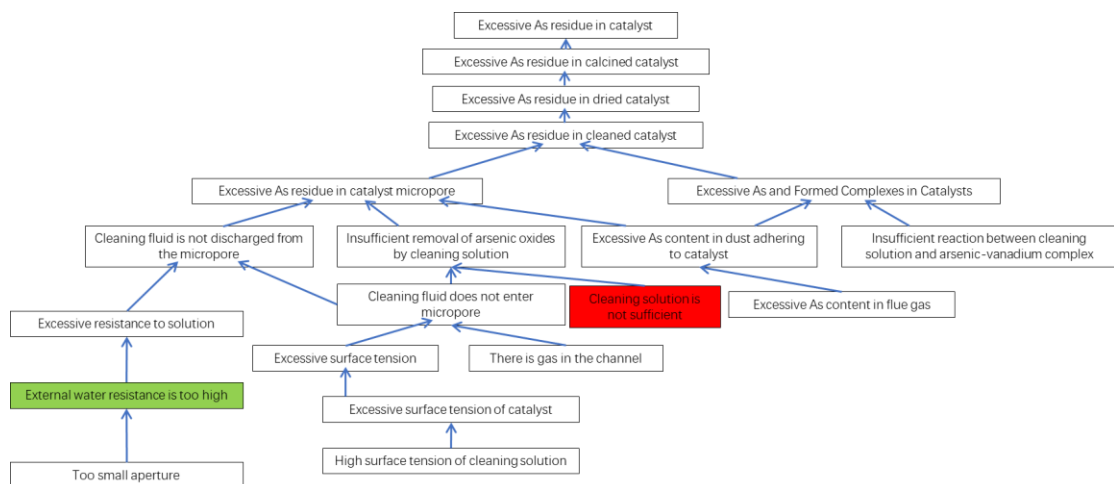 Excessive As residue in catalyst
Excessive As residue in calcined catalyst
Excessive As residue in dried catalyst
Excessive As residue in cleaned catalyst
Excessive As residue in catalyst micropore
Excessive As and Formed Complexes in Catalysts
Cleaning fluid is not discharged from
the micropore
Insufficient removal of arsenic oxides
by cleaning solution
Excessive As content in dust adhering
to catalyst
Insufficient reaction between cleaning
solution and arsenic-vanadium complex
Cleaning fluid does not enter
micropore
Cleaning solution is
not sufficient
Excessive As content in flue gas
Excessive resistance to solution
Excessive surface tension
There is gas in the channel
External water resistance is too high
Excessive surface tension of catalyst
High surface tension of cleaning solution
Too small aperture